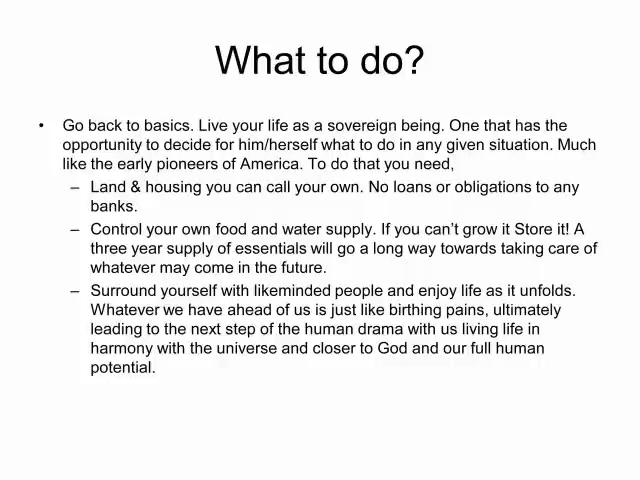 What to do?
• Go back to basics. Live your life as a sovereign being. One that has the
opportunity to decide for him/herself what to do in any given situation. Much
like the early pioneers of America. To do that you need,
– Land & housing you can call your own. No loans or obligations to any
banks.
– Control your own food and water supply. If you can’t grow it Store it! A
three year supply of essentials will go a long way towards taking care of
whatever may come in the future.
– Surround yourself with likeminded people and enjoy life as it unfolds.
Whatever we have ahead of us is just like birthing pains, ultimately
leading to the next step of the human drama with us living life in
harmony with the universe and closer to God and our full human
potential.